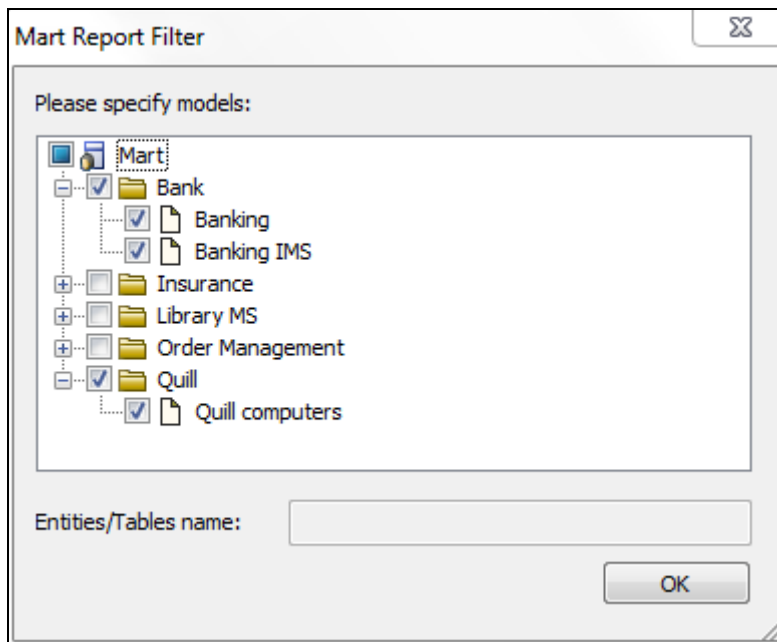 Mart Report Filter
Please specify models:
Mart
Bank
Banking
Banking IMS
Insurance
Library MS
Order Management
Quill
Quill computers
Entities/Tables name:
OK